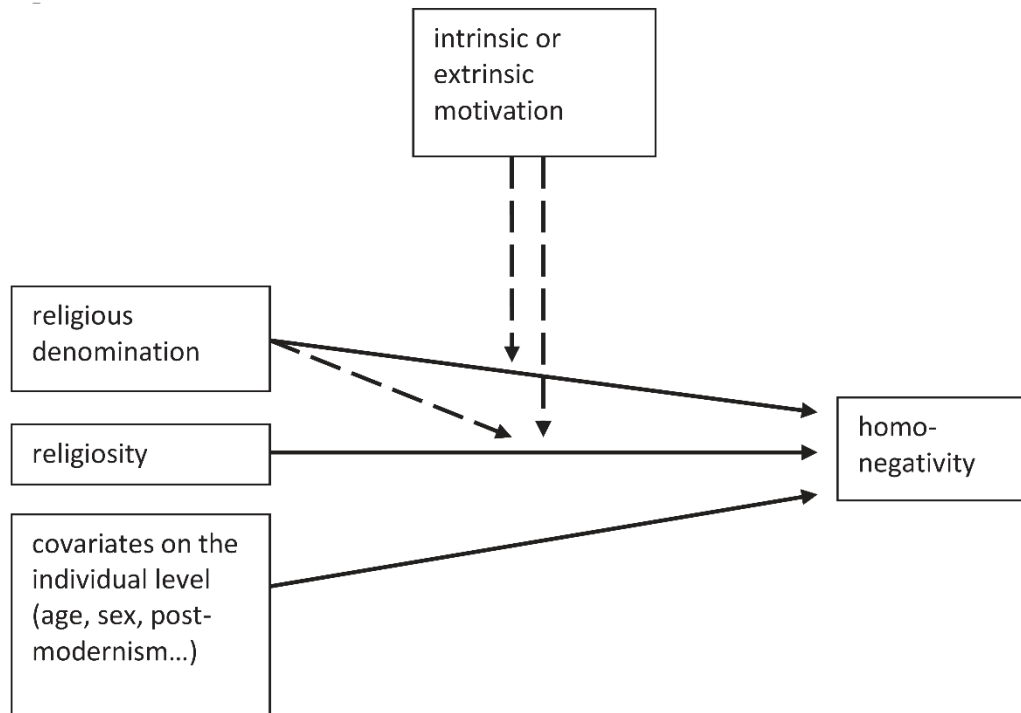 intrinsic or
extrinsic
motivation
religious
denomination
religiosity
homo-
negativity
covariates on the
individual level
(age, sex, post-
modernism…)